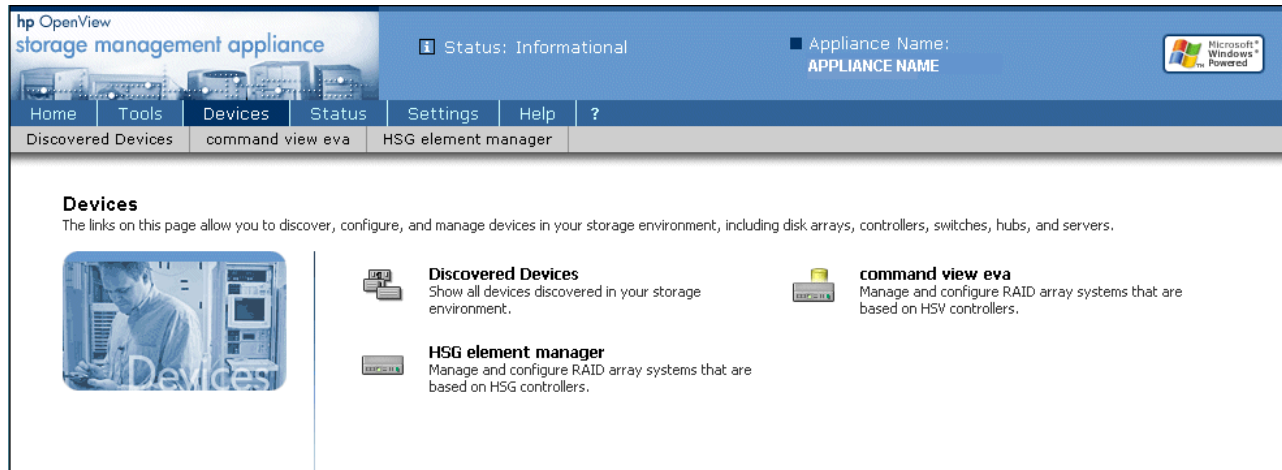 hp OpenView
storage management appliance
Status: Informational
Appliance Name:
APPLIANCE NAME
Microsoft®
Windows®
Powered
TM
Home Tools Devices Status Settings Help ?
Discovered Devices command view eva HSG element manager
Devices
The links on this page allow you to discover, configure, and manage devices in your storage environment, including disk arrays, controllers, switches, hubs, and servers.
Devices
Discovered Devices
Show all devices discovered in your storage
environment.
command view eva
Manage and configure RAID array systems that are
based on HSV controllers.
HSG element manager
Manage and configure RAID array systems that are
based on HSG controllers.